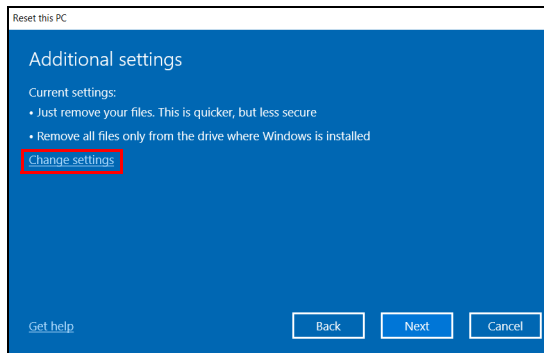 Reset this PC
Additional settings
Current settings:
• Just remove your files. This is quicker, but less secure
• Remove all files only from the drive where Windows is installed
Change settings
Get help
Back
Next
Cancel